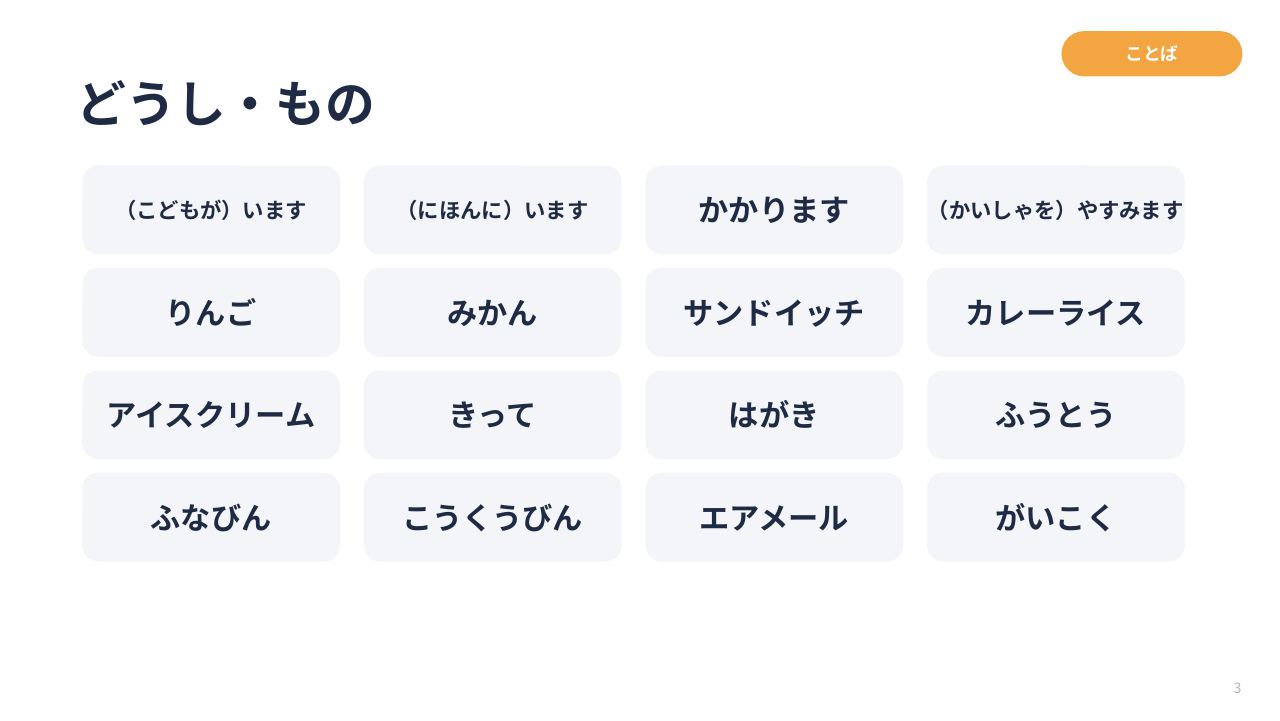 ことば
どうし・もの
（こどもが）います
（にほんに）います
かかります
（かいしゃを）やすみます
りんご
みかん
サンドイッチ
カレーライス
アイスクリーム
きって
はがき
ふうとう
ふなびん
こうくうびん
エアメール
がいこく
3